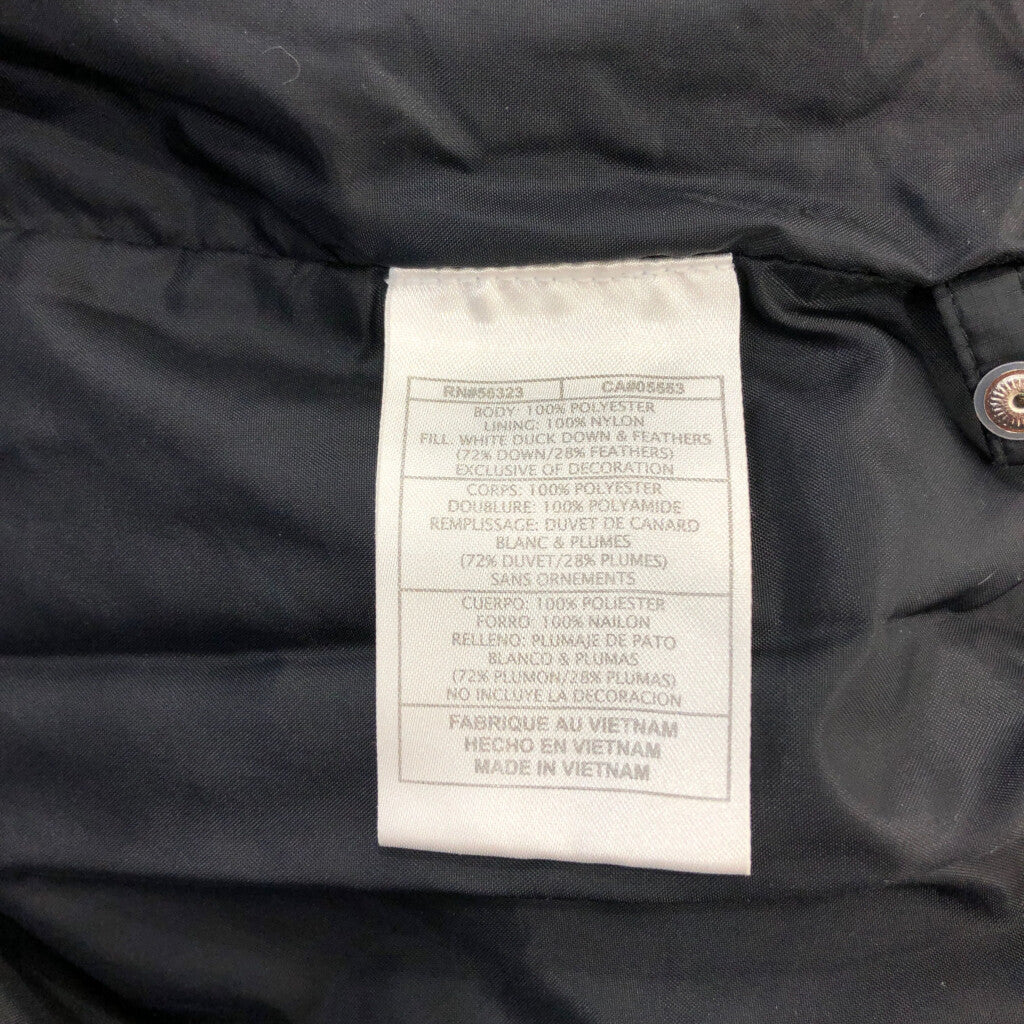 RN#56323 CA#05553
BODY: 100% POLYESTER
LINING: 100% NYLON
FILL. WHITE DUCK DOWN & FEATHERS
(72% DOWN/28% FEATHERS)
EXCLUSIVE OF DECORATION
CORPS: 100% POLYESTER
DOUBLURE: 100% POLYAMIDE
REMPLISSAGE: DUVET DE CANARD
BLANC & PLUMES
(72% DUVET/28% PLUMES)
SANS ORNEMENTS
CUERPO: 100% POLIESTER
FORRO: 100% NAILON
RELLENO: PLUMAJE DE PATO
BLANCO & PLUMAS
(72% PLUMON/28% PLUMAS)
NO INCLUYE LA DECORACION
FABRIQUE AU VIETNAM
HECHO EN VIETNAM
MADE IN VIETNAM